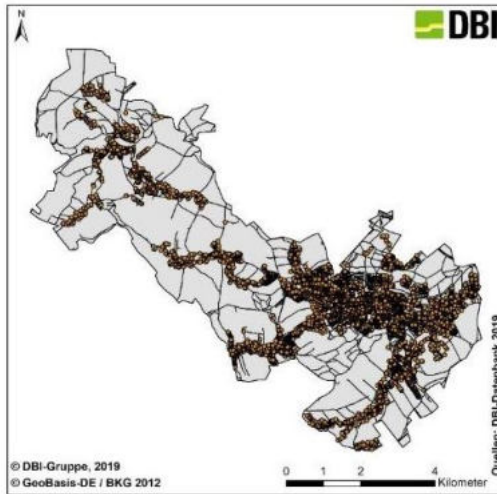 N
DBI
Quellen: DBI-Datenbank 2019
© DBI-Gruppe, 2019
© GeoBasis-DE / BKG 2012
0 1 2 4
Kilometer